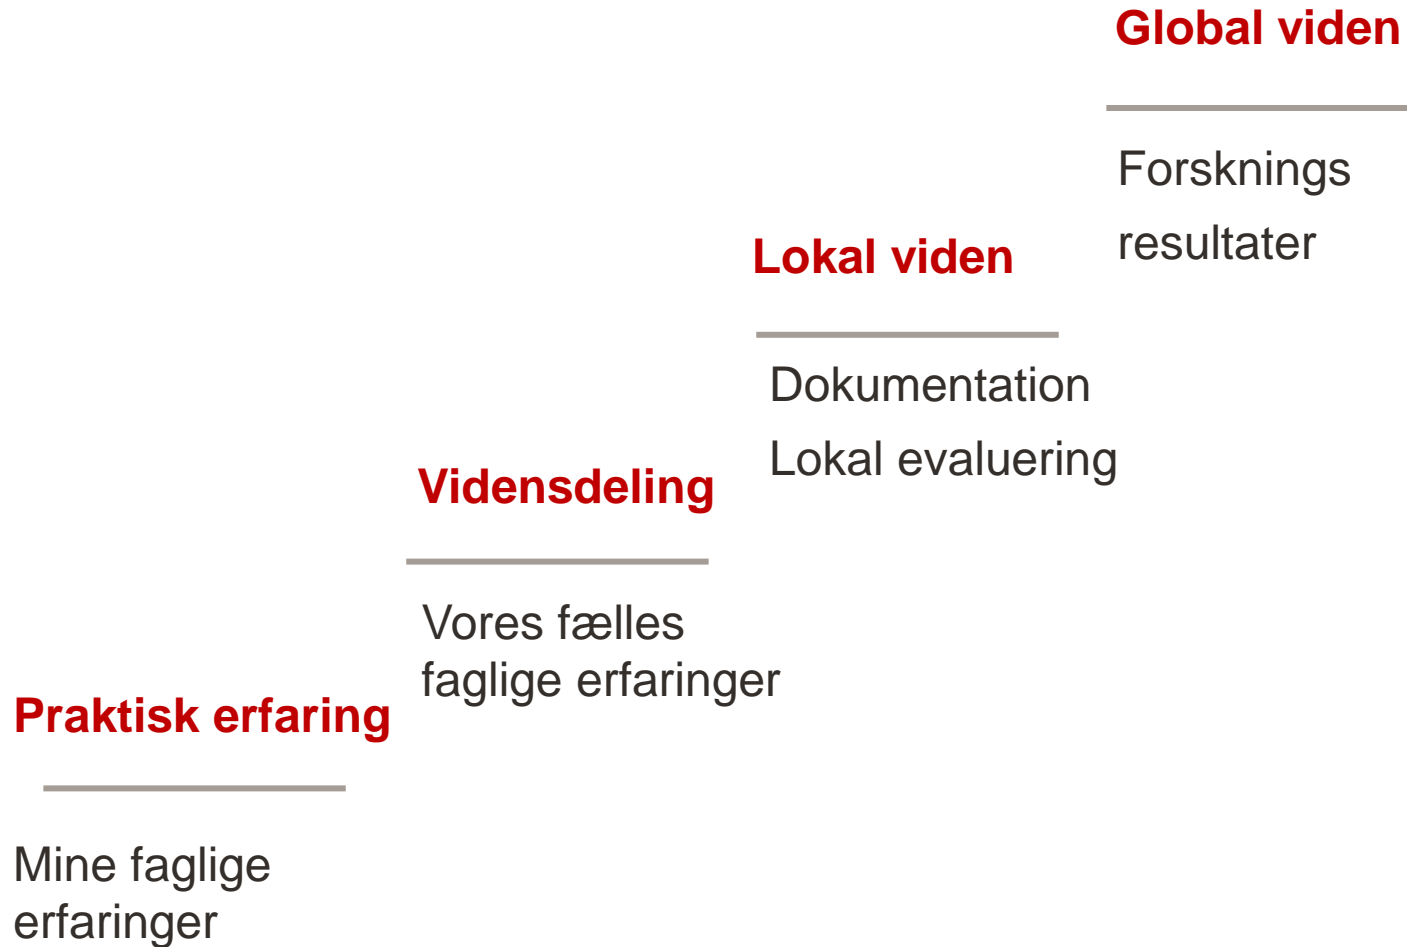 Global viden
Forsknings
resultater
Lokal viden
Dokumentation
Lokal evaluering
Vidensdeling
Vores fælles
faglige erfaringer
Praktisk erfaring
Mine faglige
erfaringer